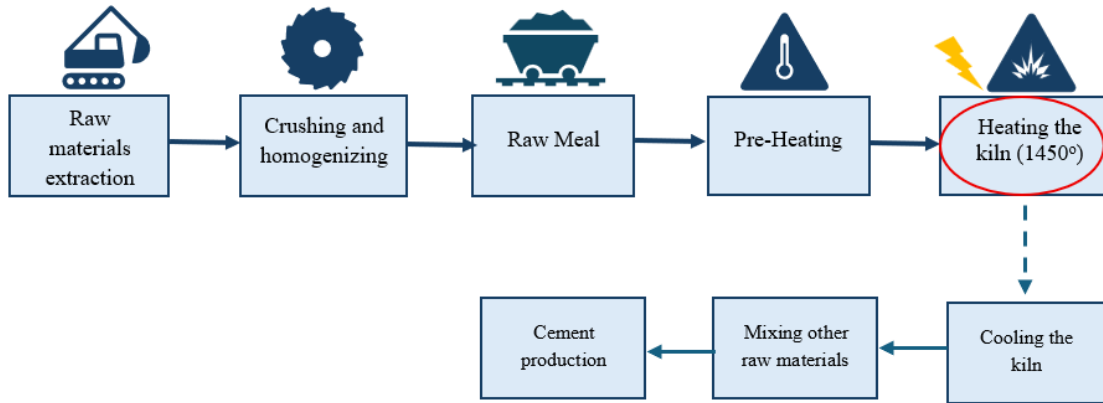 Raw
materials
extraction
Crushing and
homogenizing
Raw Meal
Pre-Heating
Heating the
kiln (1450º)
Cement
production
Mixing other
raw materials
Cooling the
kiln